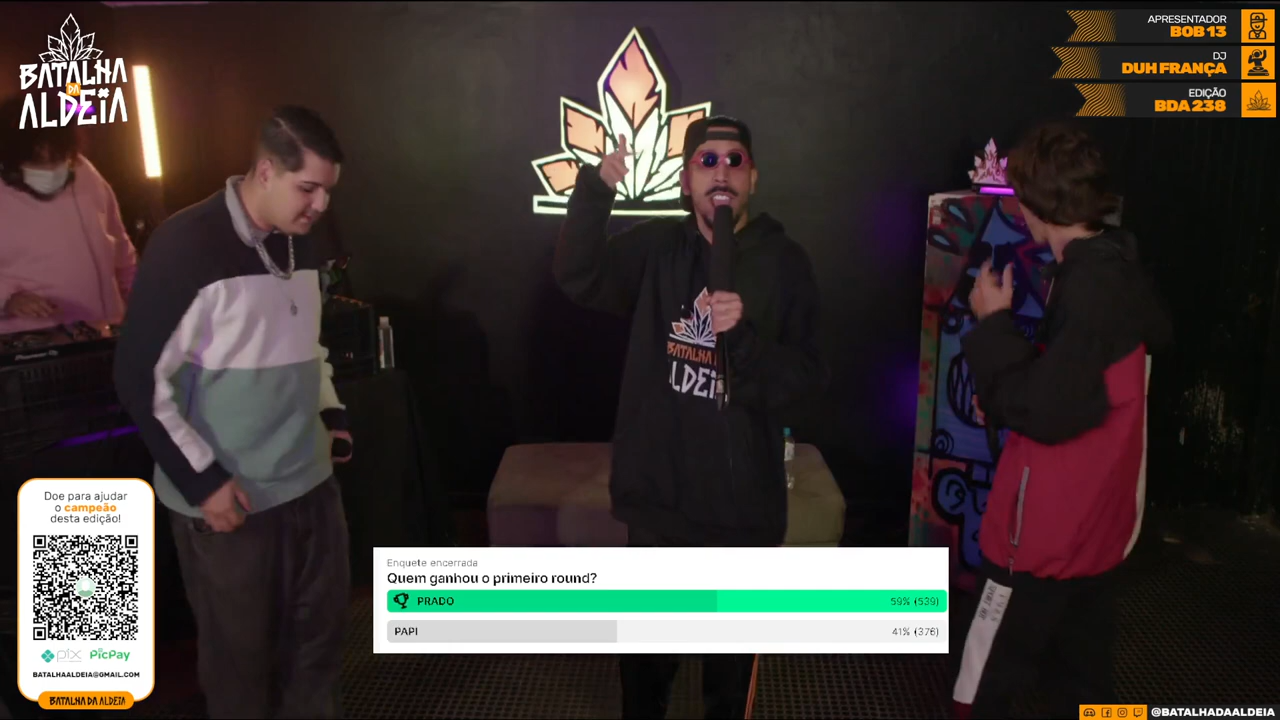 BATALHA
DA
ALDEIA
APRESENTADOR
BOB 13
DJ
DUH FRANÇA
EDIÇÃO
BDA 238
BATALHA
ALDEIA
Pioneer DJ
Doe para ajudar
o campeão
desta edição!
pix
PicPay
BATALHAALDEIA@GMAIL.COM
BATALHA DA ALDEIA
Enquete encerrada
Quem ganhou o primeiro round?
PRADO 59% (539)
PAPI 41% (376)
@BATALHADAALDEIA